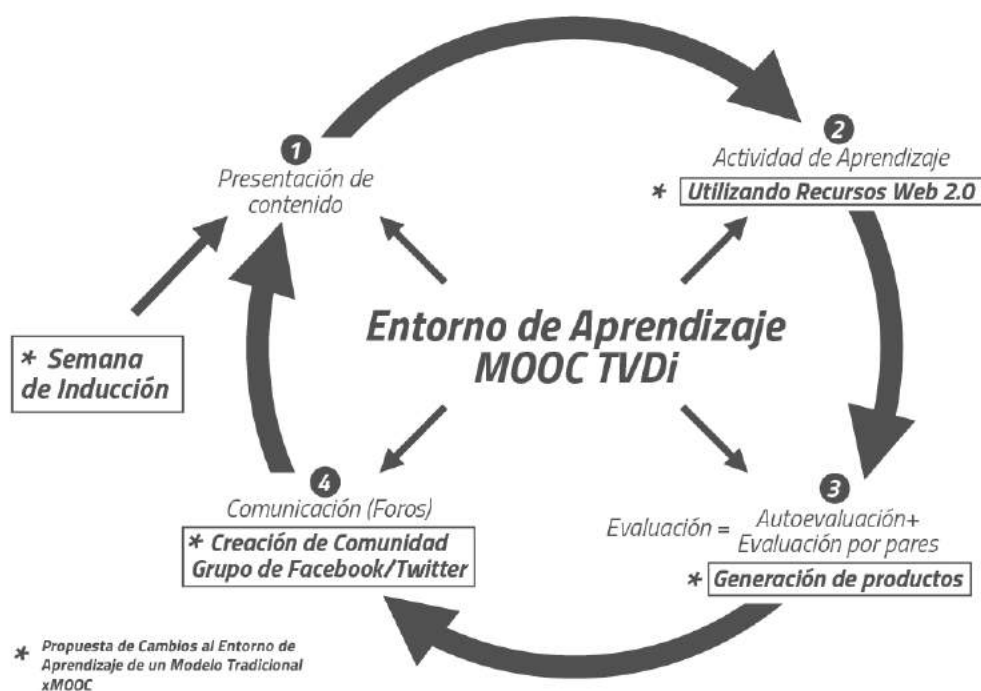 1
Presentación de
contenido
2
Actividad de Aprendizaje
* Utilizando Recursos Web 2.0
Entorno de Aprendizaje
MOOC TVDi
* Semana
de Inducción
3
Evaluación = Autoevaluación+
Evaluación por pares
* Generación de productos
4
Comunicación (Foros)
* Creación de Comunidad
Grupo de Facebook/Twitter
* Propuesta de Cambios al Entorno de
Aprendizaje de un Modelo Tradicional
xMOOC